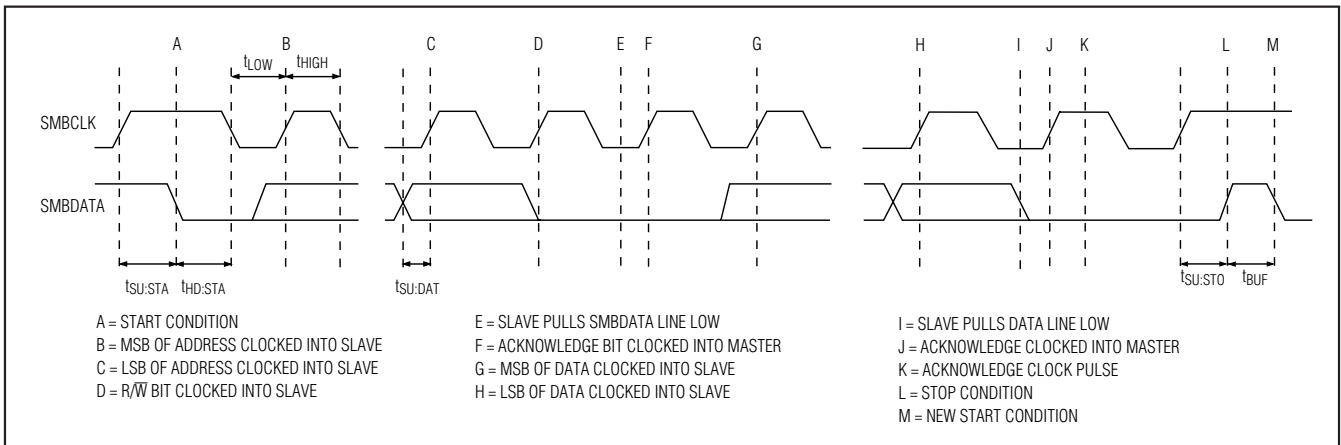 A B C D E F G H I J K L M
tLOW tHIGH
SMBCLK
SMBDATA
tSU:STA tHD:STA tSU:DAT tSU:STO tBUF
A = START CONDITION
B = MSB OF ADDRESS CLOCKED INTO SLAVE
C = LSB OF ADDRESS CLOCKED INTO SLAVE
D = R/W̅ BIT CLOCKED INTO SLAVE
E = SLAVE PULLS SMBDATA LINE LOW
F = ACKNOWLEDGE BIT CLOCKED INTO MASTER
G = MSB OF DATA CLOCKED INTO SLAVE
H = LSB OF DATA CLOCKED INTO SLAVE
I = SLAVE PULLS DATA LINE LOW
J = ACKNOWLEDGE CLOCKED INTO MASTER
K = ACKNOWLEDGE CLOCK PULSE
L = STOP CONDITION
M = NEW START CONDITION